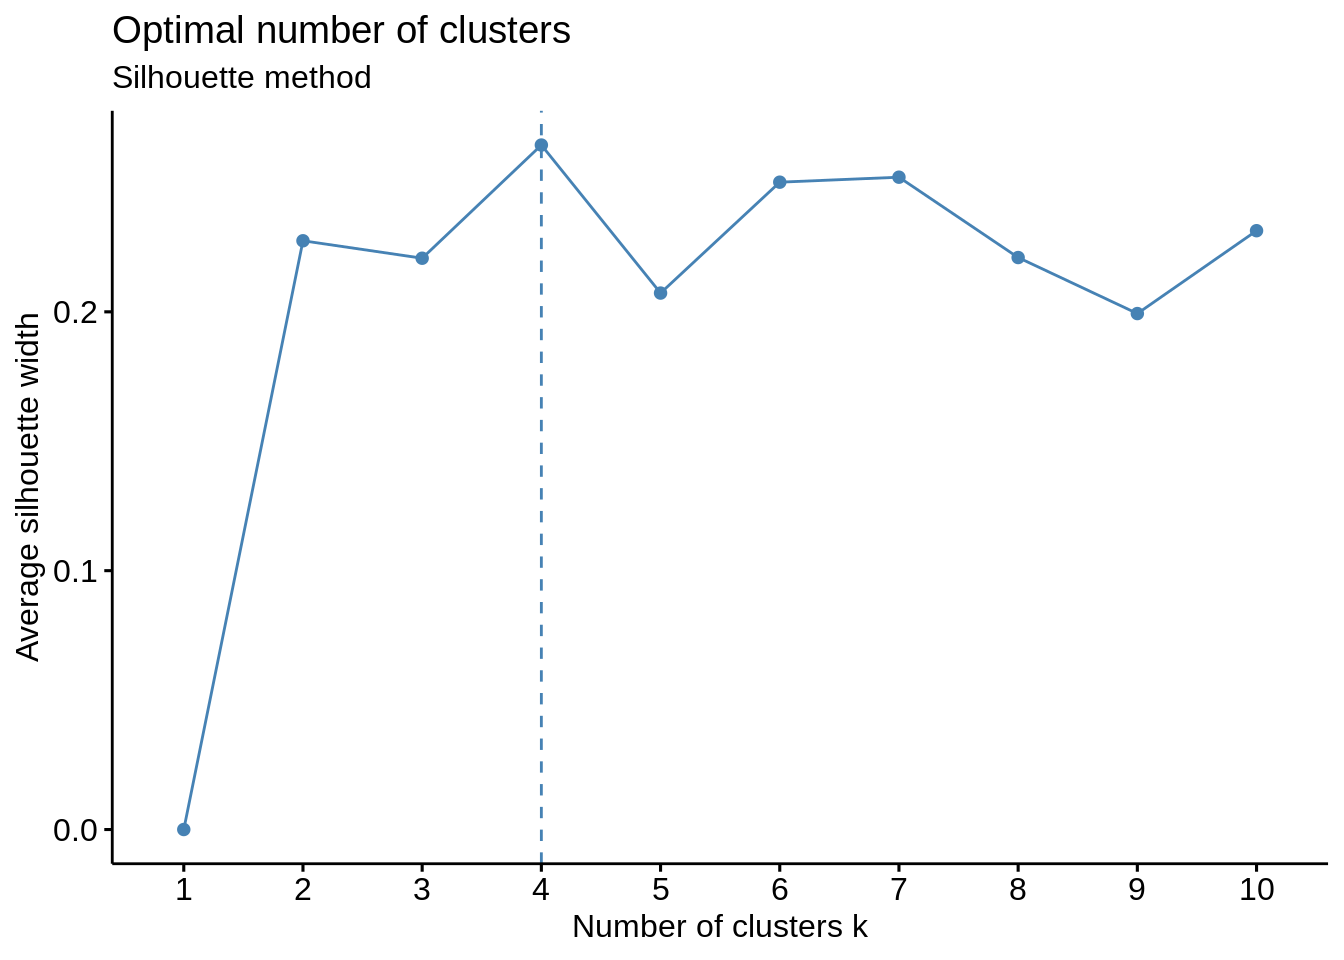 Optimal number of clusters
Silhouette method
Average silhouette width
0.2
0.1
0.0
1 2 3 4 5 6 7 8 9 10
Number of clusters k